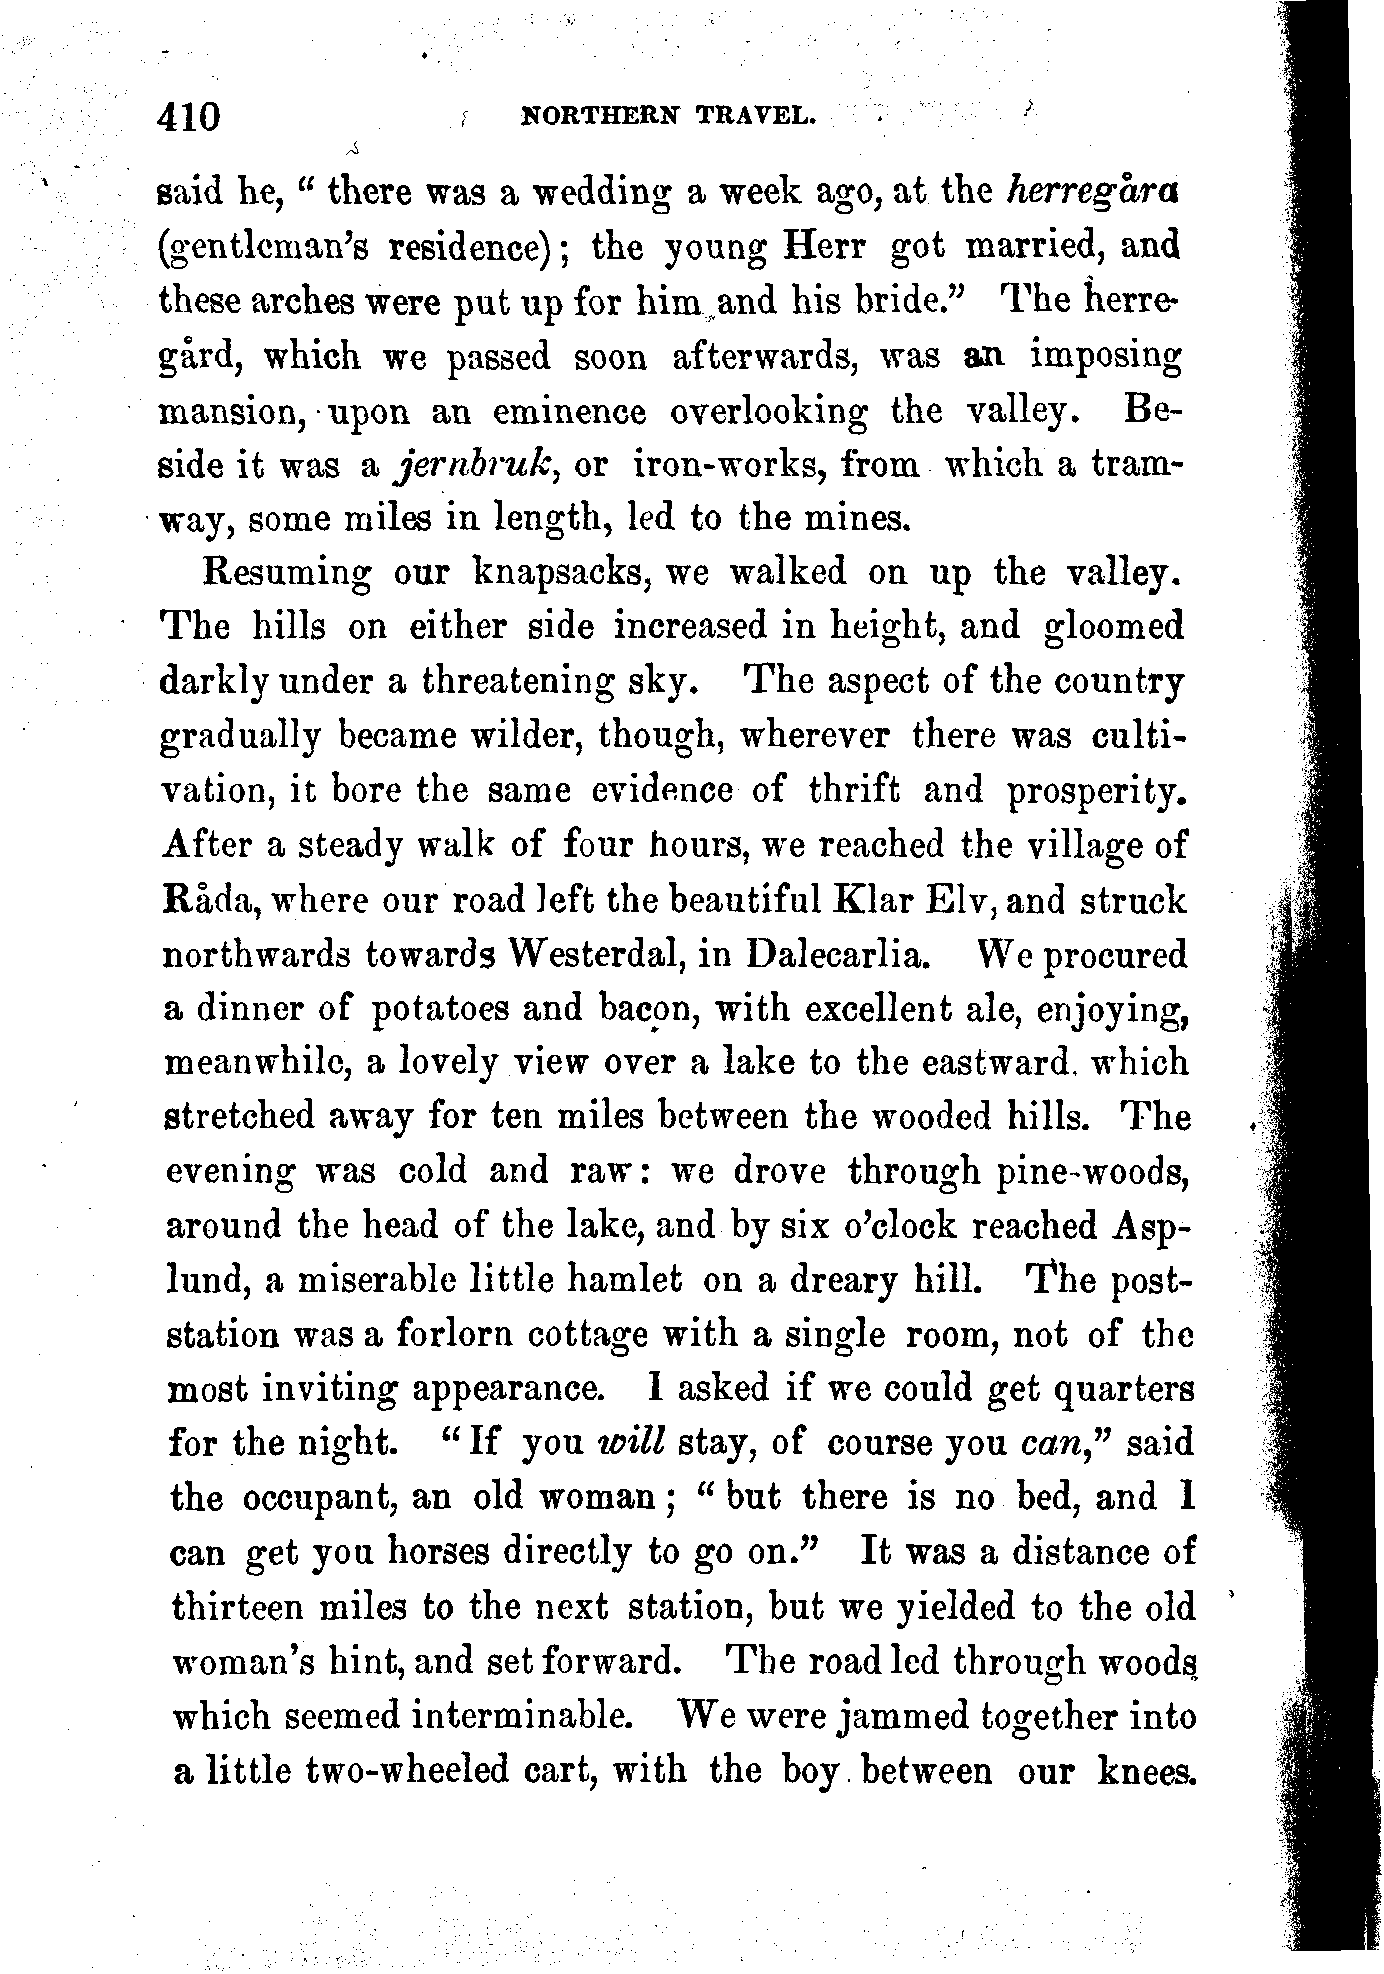 410 NORTHERN TRAVEL.
said he, “ there was a wedding a week ago, at the herregåra
(gentleman’s residence) ; the young Herr got married, and
these arches were put up for him and his bride.” The herre-
gård, which we passed soon afterwards, was an imposing
mansion, upon an eminence overlooking the valley. Be-
side it was a jernbruk, or iron-works, from which a tram-
way, some miles in length, led to the mines.
Resuming our knapsacks, we walked on up the valley.
The hills on either side increased in height, and gloomed
darkly under a threatening sky. The aspect of the country
gradually became wilder, though, wherever there was culti-
vation, it bore the same evidence of thrift and prosperity.
After a steady walk of four hours, we reached the village of
Råda, where our road left the beautiful Klar Elv, and struck
northwards towards Westerdal, in Dalecarlia. We procured
a dinner of potatoes and bacon, with excellent ale, enjoying,
meanwhile, a lovely view over a lake to the eastward. which
stretched away for ten miles between the wooded hills. The
evening was cold and raw : we drove through pine-woods,
around the head of the lake, and by six o’clock reached Asp-
lund, a miserable little hamlet on a dreary hill. The post-
station was a forlorn cottage with a single room, not of the
most inviting appearance. I asked if we could get quarters
for the night. “ If you will stay, of course you can,” said
the occupant, an old woman ; “ but there is no bed, and I
can get you horses directly to go on.” It was a distance of
thirteen miles to the next station, but we yielded to the old
woman’s hint, and set forward. The road led through woods
which seemed interminable. We were jammed together into
a little two-wheeled cart, with the boy between our knees.